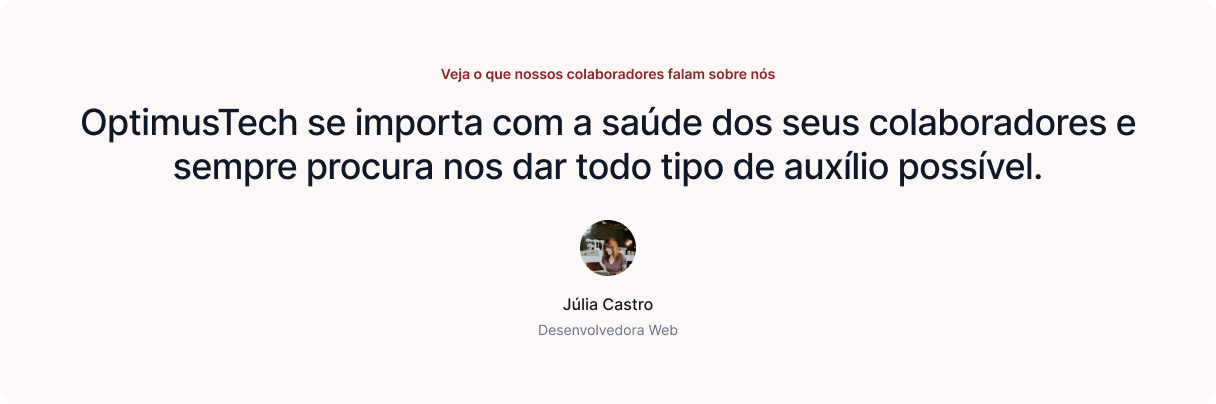 Veja o que nossos colaboradores falam sobre nós
OptimusTech se importa com a saúde dos seus colaboradores e
sempre procura nos dar todo tipo de auxílio possível.
Júlia Castro
Desenvolvedora Web